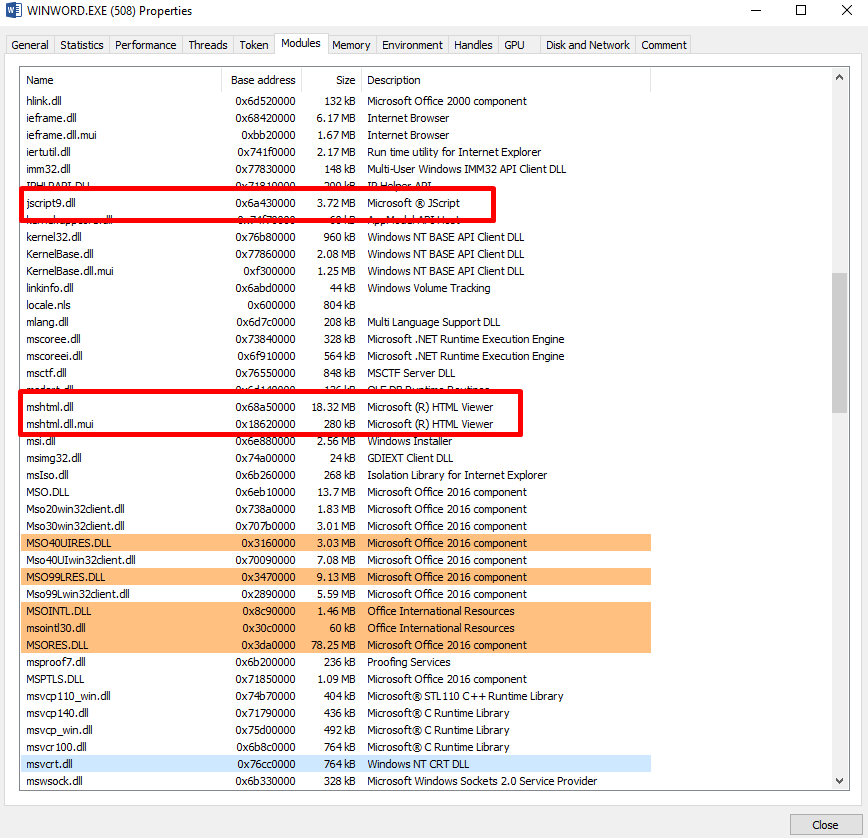 WINWORD.EXE (508) Properties
General Statistics Performance Threads Token Modules Memory Environment Handles GPU Disk and Network Comment
Name Base address Size Description
hlink.dll 0x6d520000 132 kB Microsoft Office 2000 component
ieframe.dll 0x68420000 6.17 MB Internet Browser
ieframe.dll.mui 0xbb20000 1.67 MB Internet Browser
iertutil.dll 0x741f0000 2.17 MB Run time utility for Internet Explorer
imm32.dll 0x77830000 148 kB Multi-User Windows IMM32 API Client DLL
IPHLPAPI.DLL 0x71810000 200 kB IP Helper API
jscript9.dll 0x6a430000 3.72 MB Microsoft ® JScript
kernel32.dll 0x76b80000 960 kB Windows NT BASE API Client DLL
KernelBase.dll 0x77860000 2.08 MB Windows NT BASE API Client DLL
KernelBase.dll.mui 0xf300000 1.25 MB Windows NT BASE API Client DLL
linkinfo.dll 0x6abd0000 44 kB Windows Volume Tracking
locale.nls 0x600000 804 kB
mlang.dll 0x6d7c0000 208 kB Multi Language Support DLL
mscoree.dll 0x73840000 328 kB Microsoft .NET Runtime Execution Engine
mscoreei.dll 0x6f910000 564 kB Microsoft .NET Runtime Execution Engine
msctf.dll 0x76550000 848 kB MSCTF Server DLL
mshtml.dll 0x68a50000 18.32 MB Microsoft (R) HTML Viewer
mshtml.dll.mui 0x18620000 280 kB Microsoft (R) HTML Viewer
msi.dll 0x6e880000 2.56 MB Windows Installer
msimg32.dll 0x74a00000 24 kB GDIEXT Client DLL
msIso.dll 0x6b260000 268 kB Isolation Library for Internet Explorer
MSO.DLL 0x6eb10000 13.7 MB Microsoft Office 2016 component
Mso20win32client.dll 0x738a0000 1.83 MB Microsoft Office 2016 component
Mso30win32client.dll 0x707b0000 3.01 MB Microsoft Office 2016 component
MSO40UIRES.DLL 0x3160000 3.03 MB Microsoft Office 2016 component
Mso40UIwin32client.dll 0x70090000 7.08 MB Microsoft Office 2016 component
MSO99LRES.DLL 0x3470000 9.13 MB Microsoft Office 2016 component
Mso99Lwin32client.dll 0x2890000 5.59 MB Microsoft Office 2016 component
MSOINTL.DLL 0x8c90000 1.46 MB Office International Resources
msointl30.dll 0x30c0000 60 kB Office International Resources
MSORES.DLL 0x3da0000 78.25 MB Microsoft Office 2016 component
msproof7.dll 0x6b200000 236 kB Proofing Services
MSPTLS.DLL 0x71850000 1.09 MB Microsoft Office 2016 component
msvcp110_win.dll 0x74b70000 404 kB Microsoft® STL110 C++ Runtime Library
msvcp140.dll 0x71790000 436 kB Microsoft® C Runtime Library
msvcp_win.dll 0x75d00000 492 kB Microsoft® C Runtime Library
msvcr100.dll 0x6b8c0000 764 kB Microsoft® C Runtime Library
msvcrt.dll 0x76cc0000 764 kB Windows NT CRT DLL
mswsock.dll 0x6b330000 328 kB Microsoft Windows Sockets 2.0 Service Provider
Close